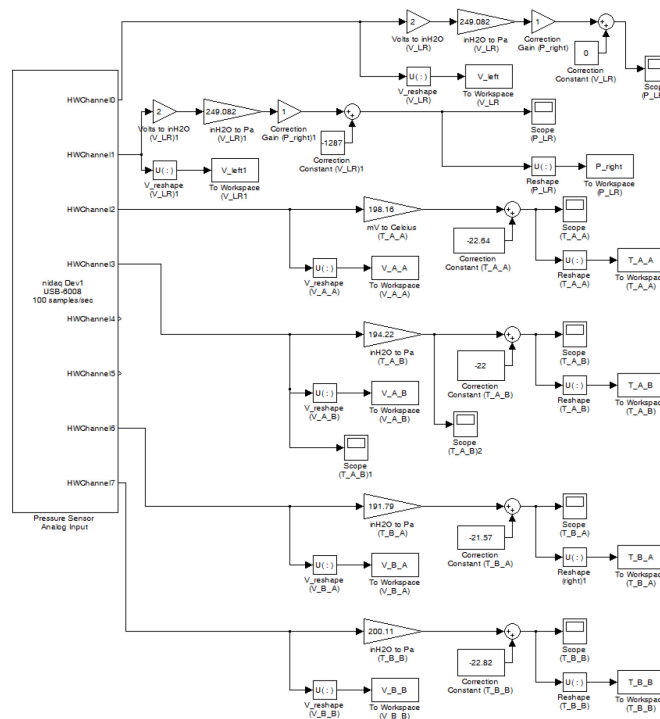 2
249.082
1
Volts to inH2O
(V_LR)
inH2O to Pa
(V_LR)
Correction
Gain (P_right)
0
Correction
Constant (V_LR)
Scope
(P_LR)
HWChannel0
U(:)
V_reshape
(V_LR)
V_left
To Workspace
(V_LR)
2
249.082
1
Volts to inH2O
(V_LR)1
inH2O to Pa
(V_LR)1
Correction
Gain (P_right)1
-1287
Correction
Constant (V_LR)1
Scope
(P_LR)
HWChannel1
U(:)
V_reshape
(V_LR)1
V_left1
To Workspace
(V_LR)1
U(:)
Reshape
(P_LR)
P_right
To Workspace
(P_LR)
HWChannel2
198.16
mV to Celcius
(T_A_A)
-22.64
Correction
Constant (T_A_A)
Scope
(T_A_A)
U(:)
V_reshape
(V_A_A)
V_A_A
To Workspace
(V_A_A)
U(:)
Reshape
(T_A_A)
T_A_A
To Workspace
(T_A_A)
HWChannel3
nidaq Dev1
USB-6008
100 samples/sec
HWChannel4
194.22
inH2O to Pa
(T_A_B)
-22
Correction
Constant (T_A_B)
Scope
(T_A_B)
HWChannel5
U(:)
V_reshape
(V_A_B)
V_A_B
To Workspace
(V_A_B)
U(:)
Reshape
(T_A_B)
T_A_B
To Workspace
(T_A_B)
Scope
(T_A_B)1
Scope
(T_A_B)2
HWChannel6
HWChannel7
Pressure Sensor
Analog Input
191.79
inH2O to Pa
(T_B_A)
-21.57
Correction
Constant (T_B_A)
Scope
(T_B_A)
U(:)
V_reshape
(V_B_A)
V_B_A
To Workspace
(V_B_A)
U(:)
Reshape
(right)1
T_B_A
To Workspace
(T_B_A)
200.11
inH2O to Pa
(T_B_B)
-22.82
Correction
Constant (T_B_B)
Scope
(T_B_B)
U(:)
V_reshape
(V_B_B)
V_B_B
To Workspace
(V_B_B)
U(:)
Reshape
(T_B_B)
T_B_B
To Workspace
(T_B_B)